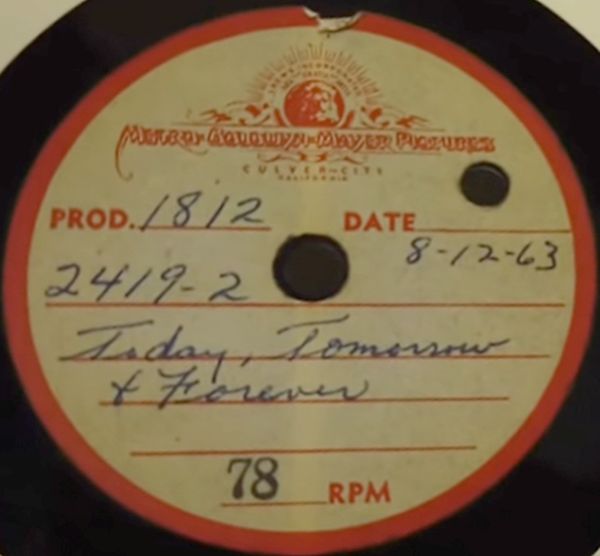 METRO-GOLDWYN-MAYER PICTURES
CULVER CITY
CALIFORNIA
PROD. 1812 DATE
8-12-63
2419-2
Today, Tomorrow
& Forever
78 RPM